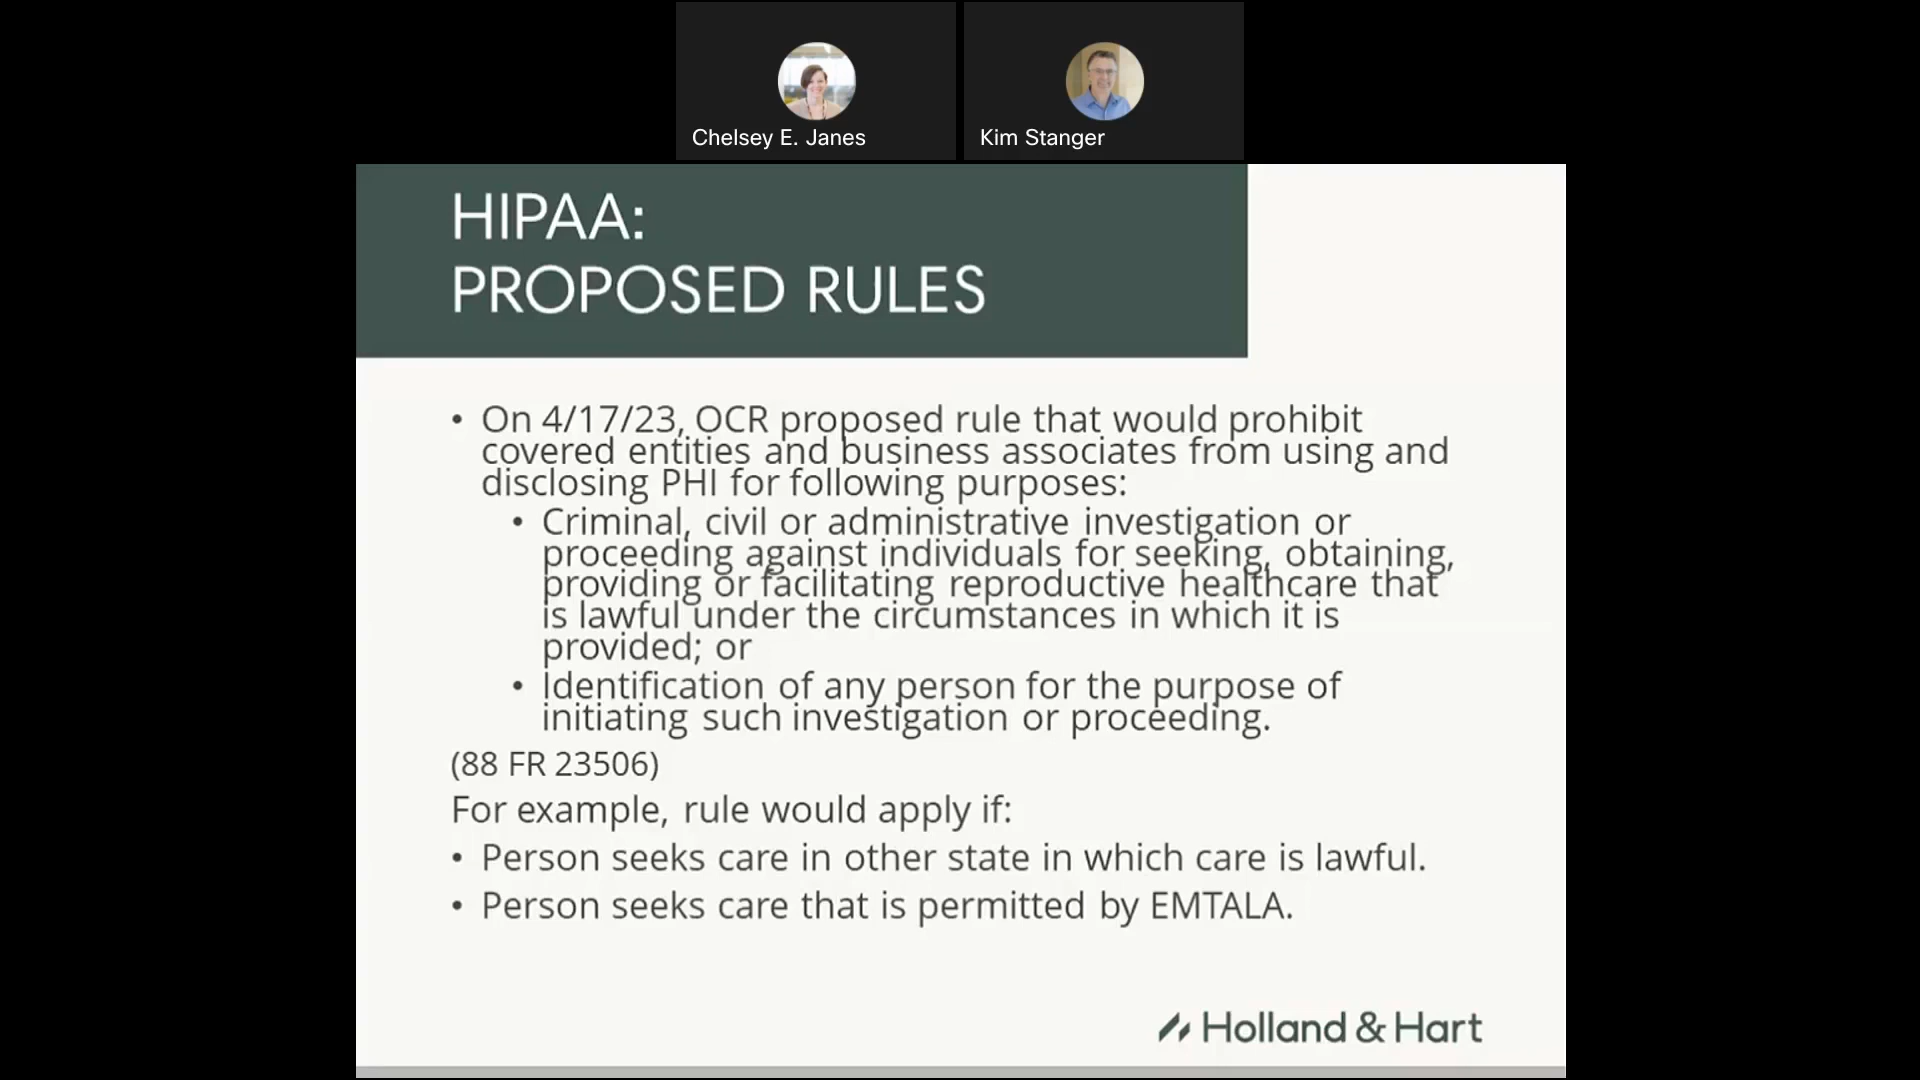 Chelsey E. Janes
Kim Stanger
HIPAA:
PROPOSED RULES
• On 4/17/23, OCR proposed rule that would prohibit
covered entities and business associates from using and
disclosing PHI for following purposes:
• Criminal, civil or administrative investigation or
proceeding against individuals for seeking, obtaining,
providing or facilitating reproductive healthcare that
is lawful under the circumstances in which it is
provided; or
• Identification of any person for the purpose of
initiating such investigation or proceeding.
(88 FR 23506)
For example, rule would apply if:
• Person seeks care in other state in which care is lawful.
• Person seeks care that is permitted by EMTALA.
Holland & Hart